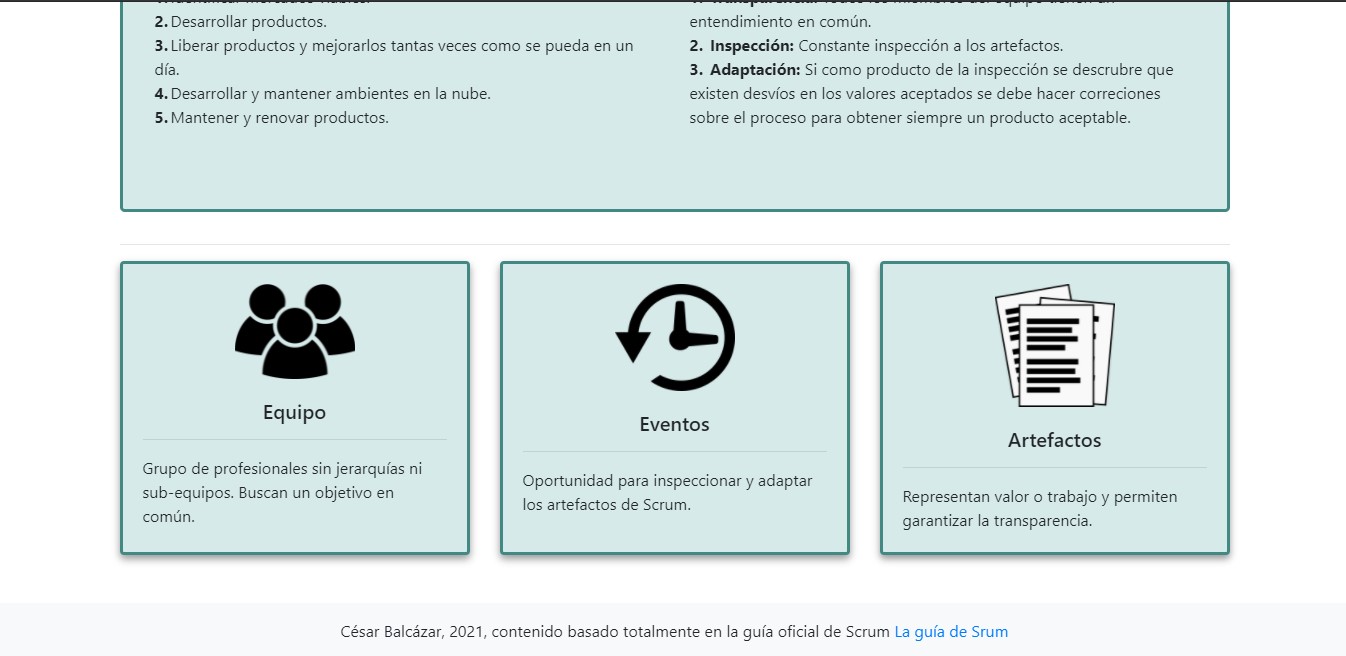 2. Desarrollar productos.
3. Liberar productos y mejorarlos tantas veces como se pueda en un
día.
4. Desarrollar y mantener ambientes en la nube.
5. Mantener y renovar productos.
entendimiento en común.
2. Inspección: Constante inspección a los artefactos.
3. Adaptación: Si como producto de la inspección se descrubre que
existen desvíos en los valores aceptados se debe hacer correciones
sobre el proceso para obtener siempre un producto aceptable.
Equipo
Grupo de profesionales sin jerarquías ni
sub-equipos. Buscan un objetivo en
común.
Eventos
Oportunidad para inspeccionar y adaptar
los artefactos de Scrum.
Artefactos
Representan valor o trabajo y permiten
garantizar la transparencia.
César Balcázar, 2021, contenido basado totalmente en la guía oficial de Scrum La guía de Srum